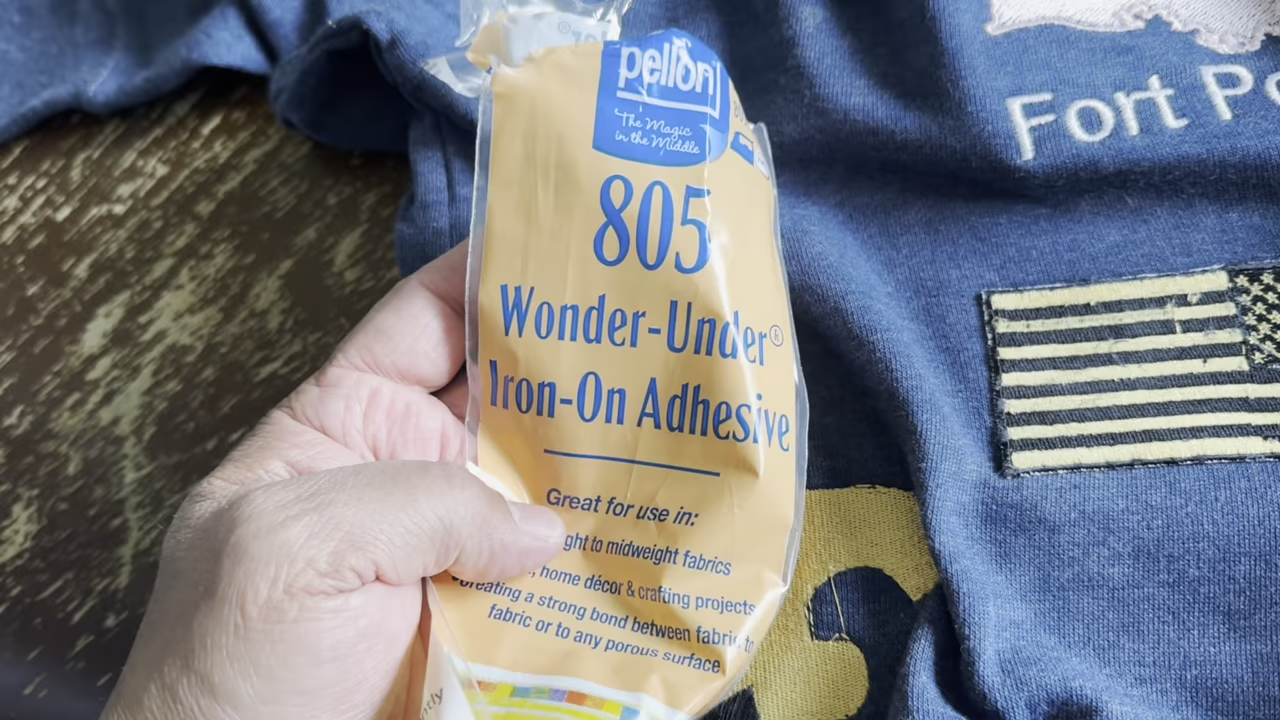 pellon
The Magic
in the Middle
805
Wonder-Under®
Iron-On Adhesive
Great for use in:
to midweight fabrics
home décor & crafting projects
creating a strong bond between fabric to
fabric or to any porous surface
Fort